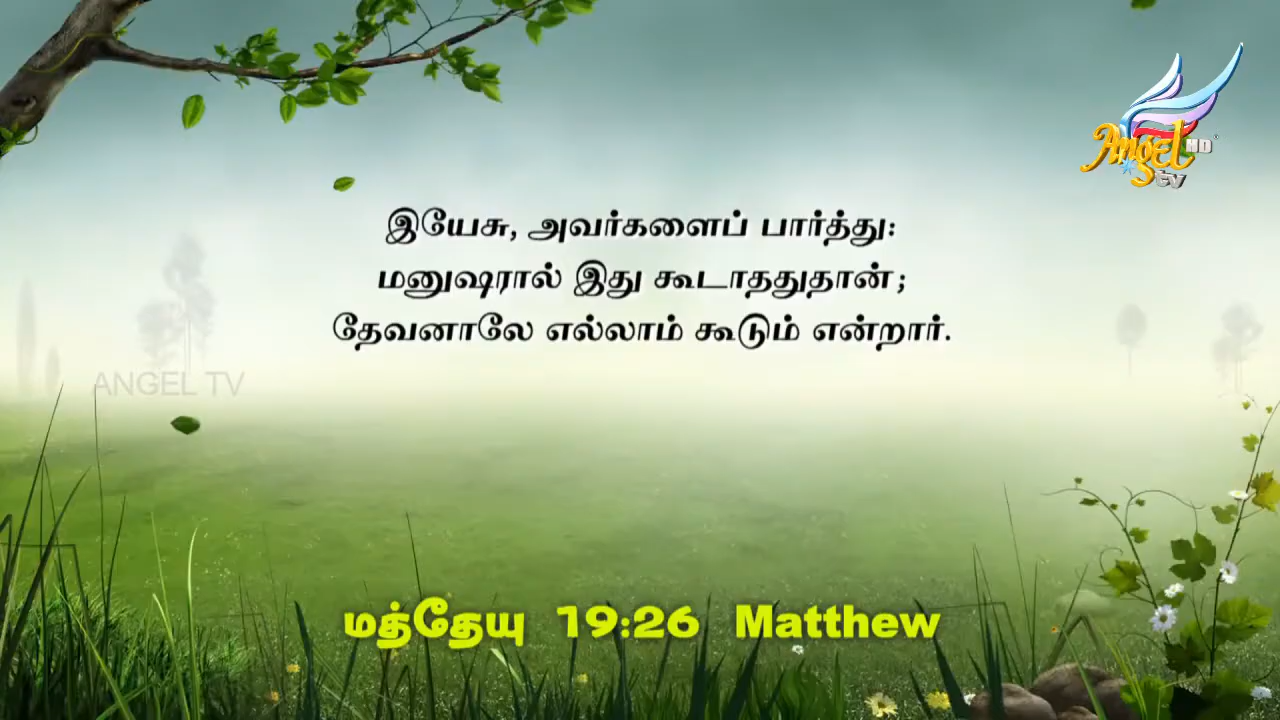 Angel HD
tv
இயேசு, அவர்களைப் பார்த்து:
மனுஷரால் இது கூடாததுதான்;
தேவனாலே எல்லாம் கூடும் என்றார்.
ANGEL TV
மத்தேயு 19:26 Matthew